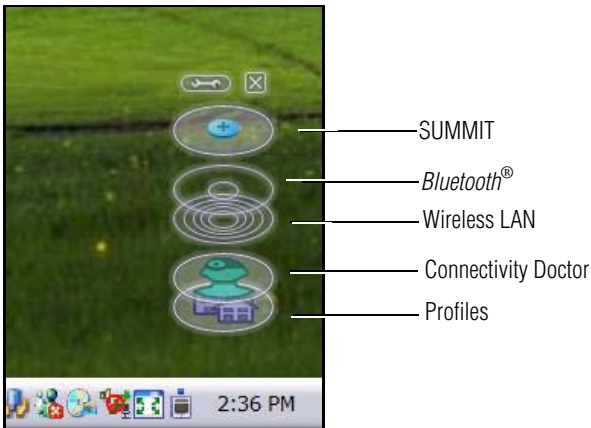 SUMMIT
Bluetooth®
Wireless LAN
Connectivity Doctor
Profiles
2:36 PM